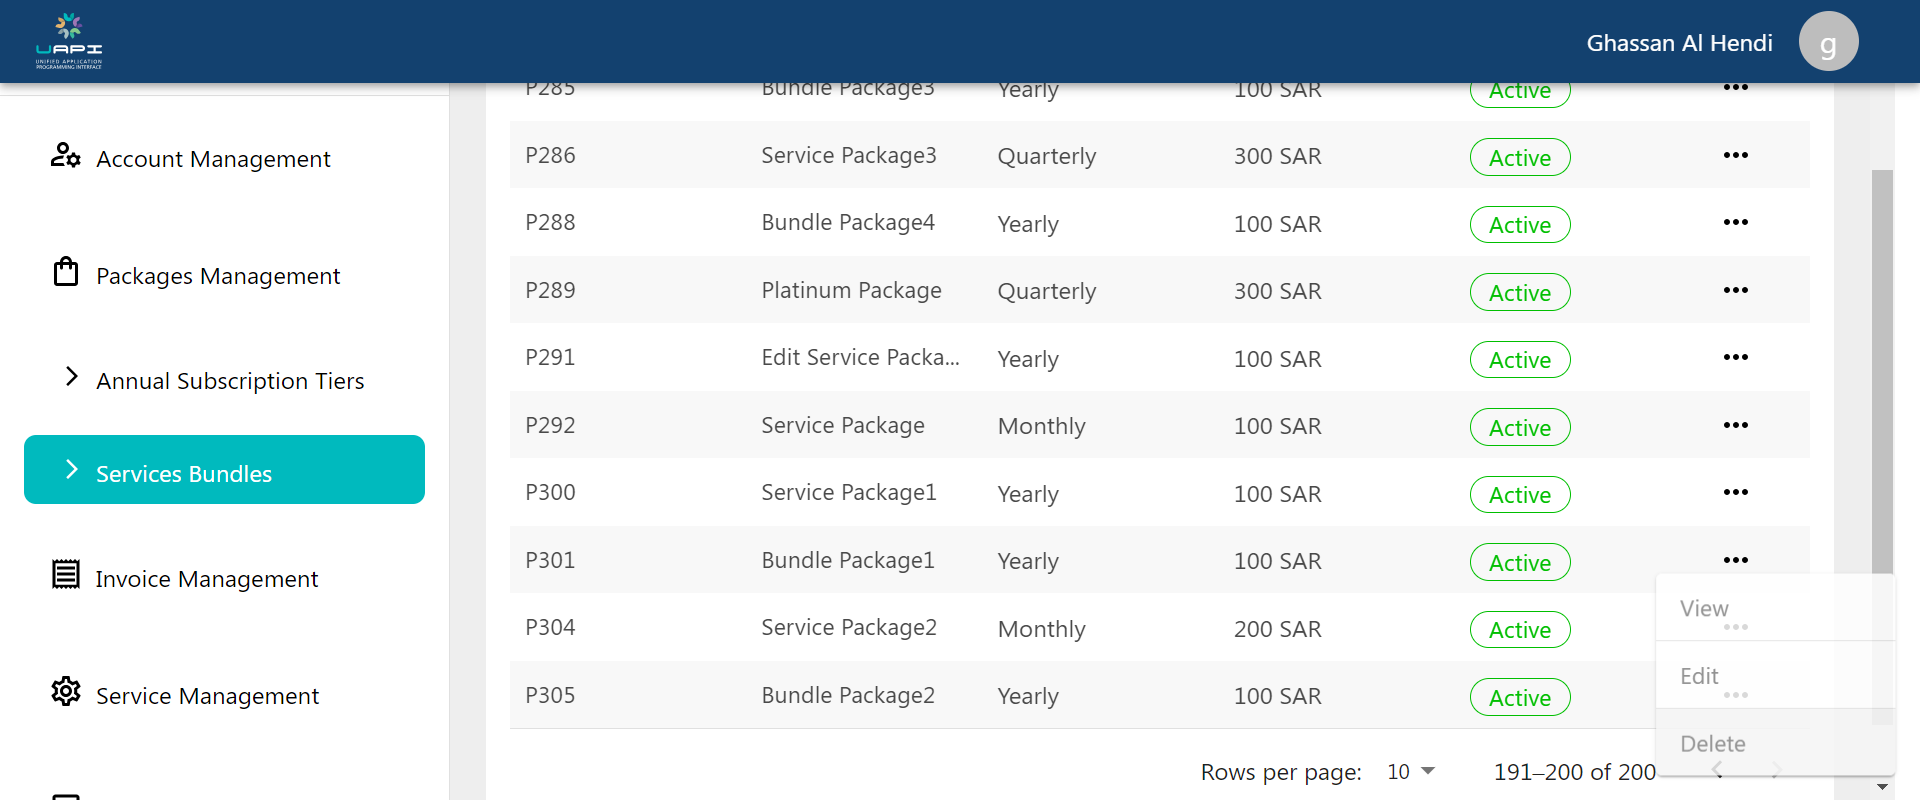 UAPI
UNIFIED APPLICATION
PROGRAMMING INTERFACE
Ghassan Al Hendi
g
Account Management
Packages Management
Annual Subscription Tiers
Services Bundles
Invoice Management
Service Management
P285 Bundle Package3 Yearly 100 SAR Active
P286 Service Package3 Quarterly 300 SAR Active
P288 Bundle Package4 Yearly 100 SAR Active
P289 Platinum Package Quarterly 300 SAR Active
P291 Edit Service Packa... Yearly 100 SAR Active
P292 Service Package Monthly 100 SAR Active
P300 Service Package1 Yearly 100 SAR Active
P301 Bundle Package1 Yearly 100 SAR Active
P304 Service Package2 Monthly 200 SAR Active
P305 Bundle Package2 Yearly 100 SAR Active
View
Edit
Delete
Rows per page: 10 191–200 of 200